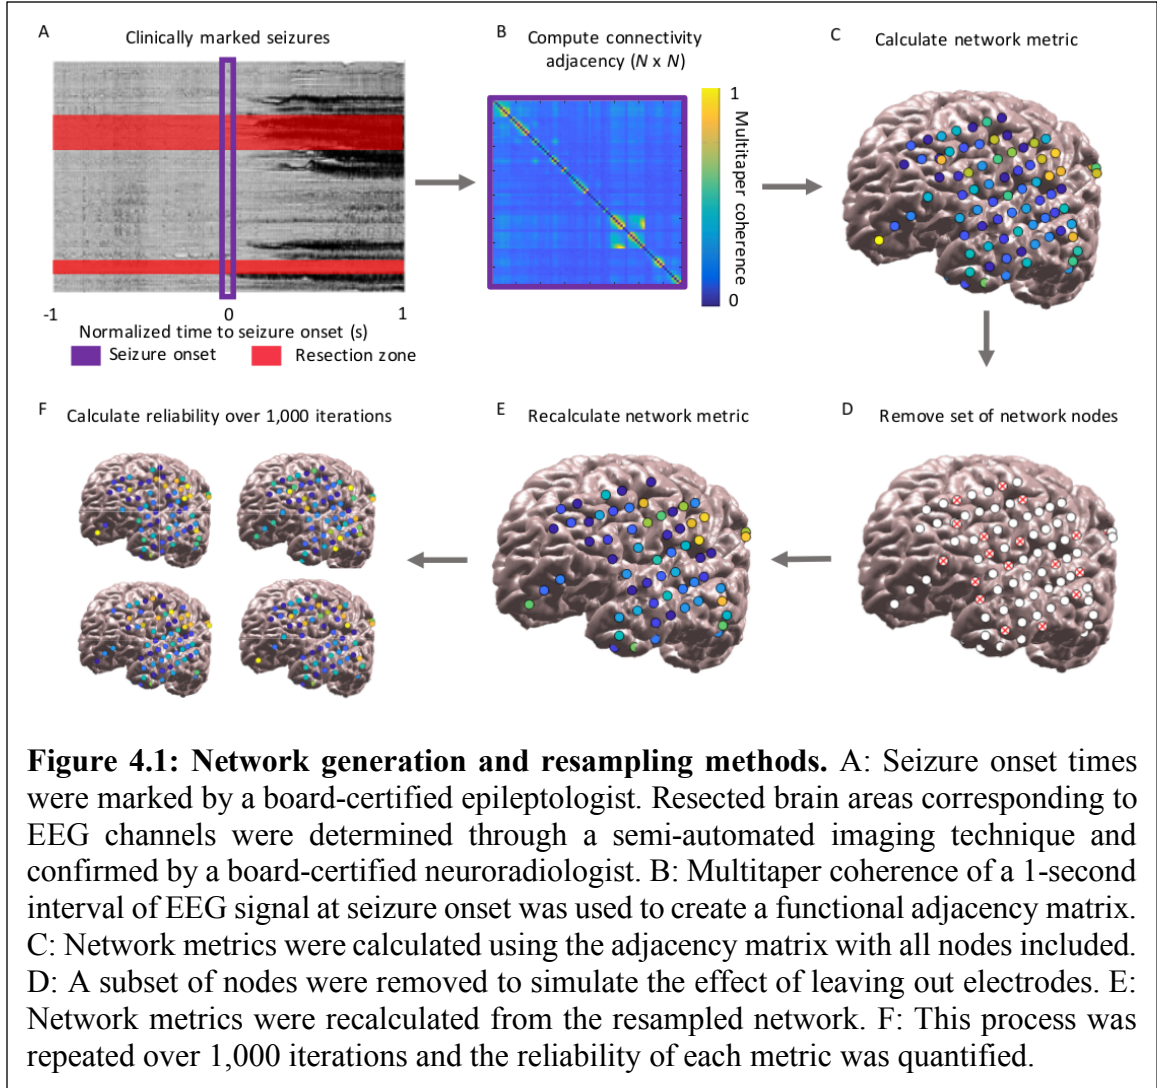 A
Clinically marked seizures
-1
0
1
Normalized time to seizure onset (s)
Seizure onset
Resection zone
B
Compute connectivity
adjacency (N x N)
1
Multitaper coherence
0
C
Calculate network metric
D
Remove set of network nodes
E
Recalculate network metric
F
Calculate reliability over 1,000 iterations
Figure 4.1: Network generation and resampling methods. A: Seizure onset times
were marked by a board-certified epileptologist. Resected brain areas corresponding to
EEG channels were determined through a semi-automated imaging technique and
confirmed by a board-certified neuroradiologist. B: Multitaper coherence of a 1-second
interval of EEG signal at seizure onset was used to create a functional adjacency matrix.
C: Network metrics were calculated using the adjacency matrix with all nodes included.
D: A subset of nodes were removed to simulate the effect of leaving out electrodes. E:
Network metrics were recalculated from the resampled network. F: This process was
repeated over 1,000 iterations and the reliability of each metric was quantified.